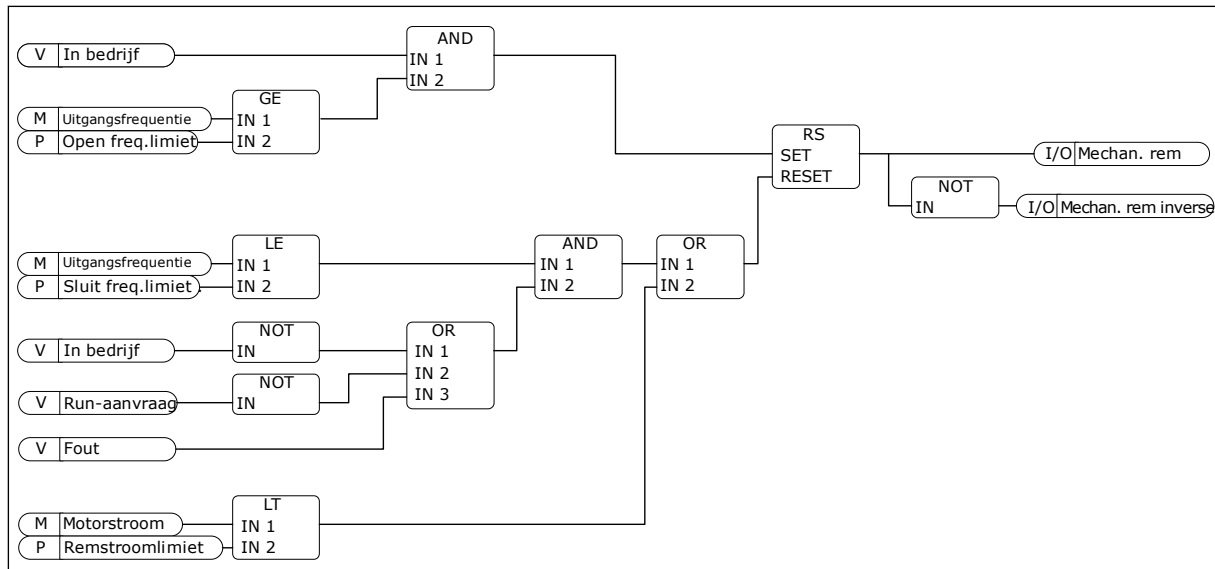 AND
V In bedrijf
IN 1
IN 2
GE
M Uitgangsfrequentie
IN 1
P Open freq.limiet
IN 2
RS
SET
RESET
I/O Mechan. rem
NOT
IN
I/O Mechan. rem inverse
LE
M Uitgangsfrequentie
IN 1
P Sluit freq.limiet
IN 2
AND
IN 1
IN 2
OR
IN 1
IN 2
NOT
V In bedrijf
IN
OR
IN 1
IN 2
IN 3
NOT
V Run-aanvraag
IN
V Fout
LT
M Motorstroom
IN 1
P Remstroomlimiet
IN 2